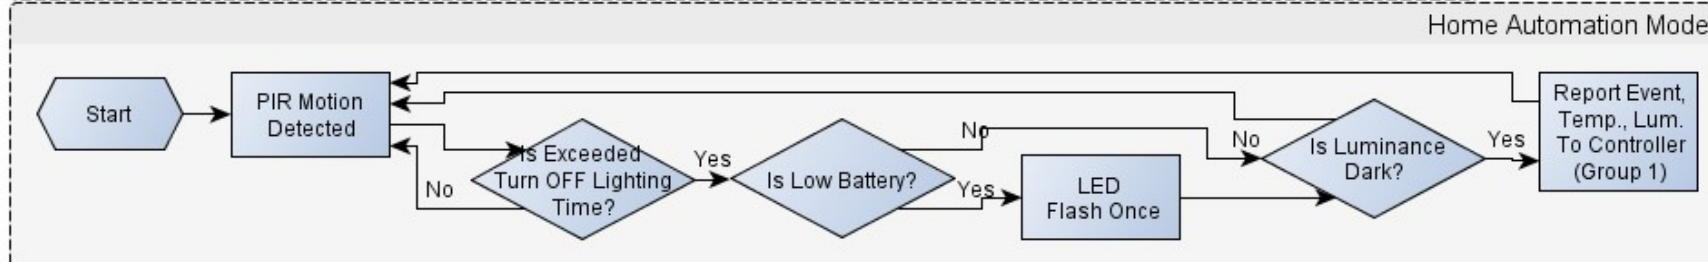 Home Automation Mode
Start
PIR Motion
Detected
No
Is Exceeded
Turn OFF Lighting
Time?
Yes
Is Low Battery?
No
Yes
LED
Flash Once
No
Is Luminance
Dark?
Yes
Report Event,
Temp., Lum.
To Controller
(Group 1)